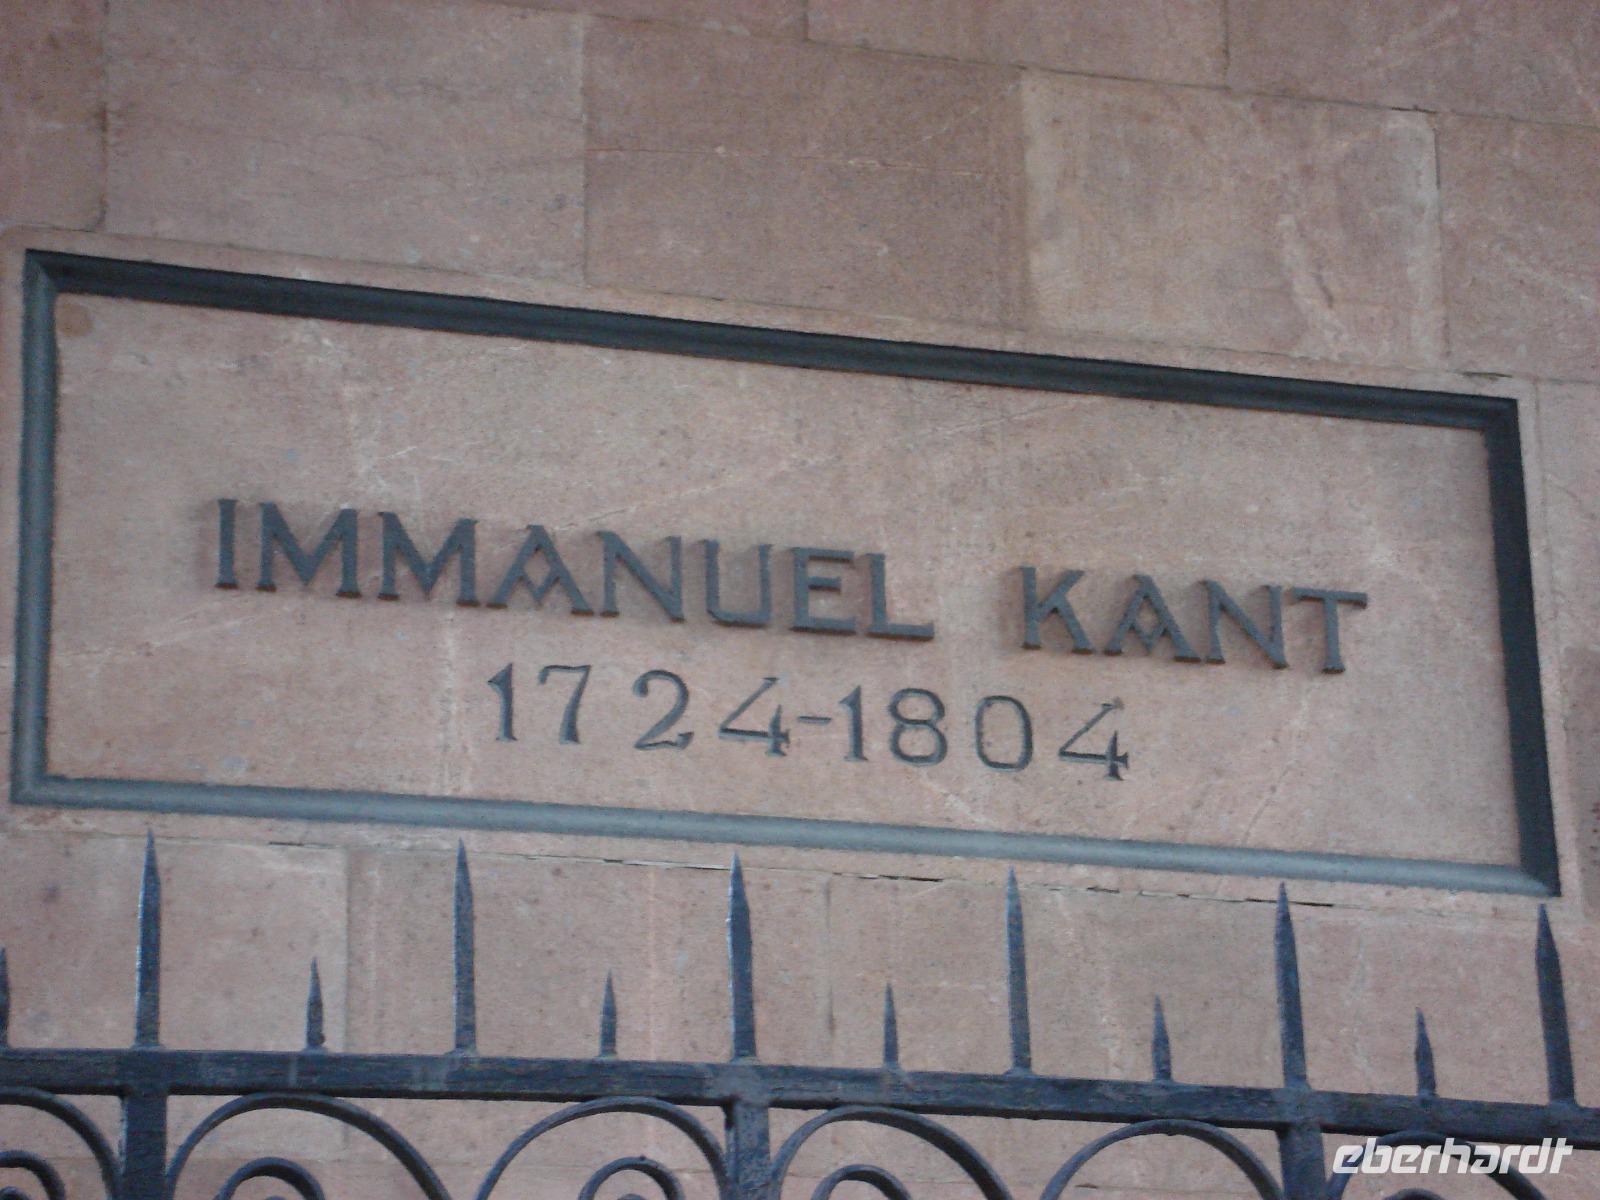 IMMANUEL KANT
1724-1804
eberhardt